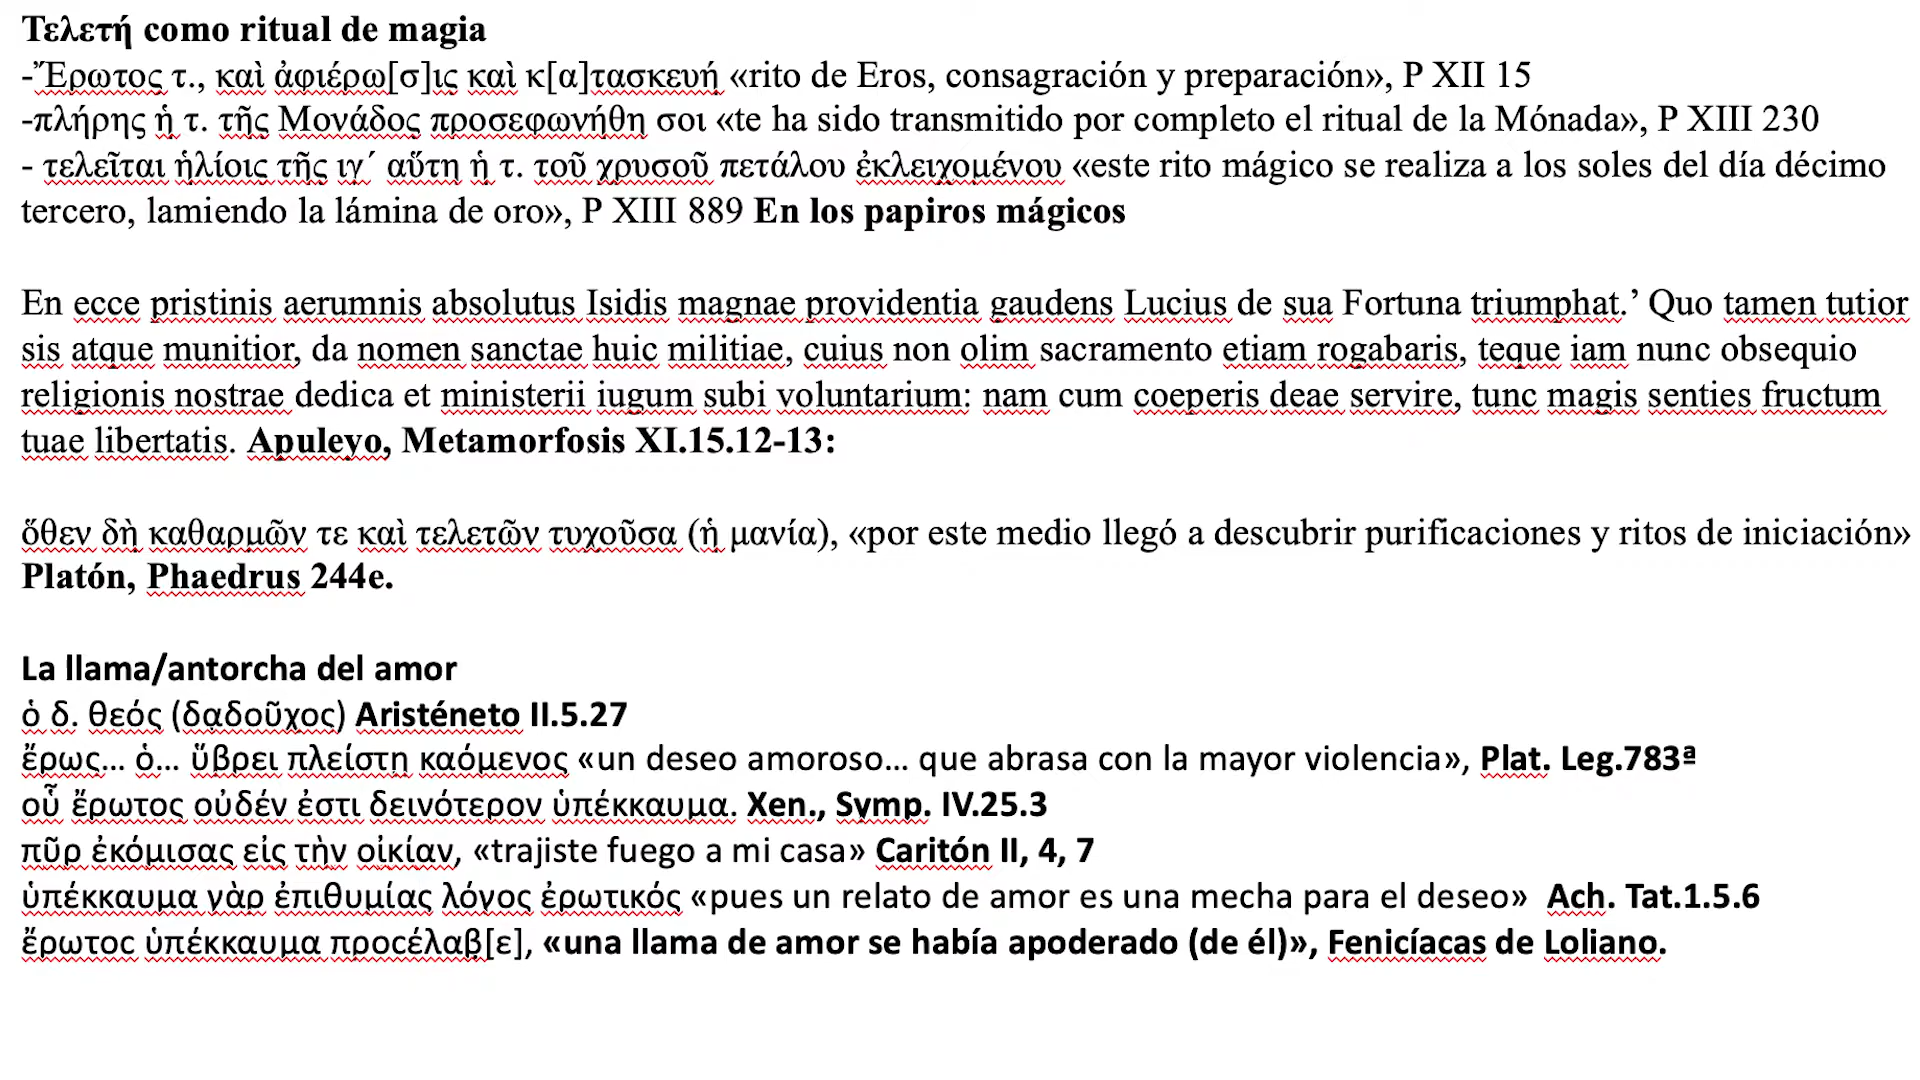 Τελετή como ritual de magia
-Ἔρωτος τ., καὶ ἀφιέρω[σ]ις καὶ κ[α]τασκευή «rito de Eros, consagración y preparación», P XII 15
-πλήρης ἡ τ. τῆς Μονάδος προσεφωνήθη σοι «te ha sido transmitido por completo el ritual de la Mónada», P XIII 230
- τελεῖται ἡλίοις τῆς ιγ´ αὕτη ἡ τ. τοῦ χρυσοῦ πετάλου ἐκλειχομένου «este rito mágico se realiza a los soles del día décimo
tercero, lamiendo la lámina de oro», P XIII 889 En los papiros mágicos
En ecce pristinis aerumnis absolutus Isidis magnae providentia gaudens Lucius de sua Fortuna triumphat.’ Quo tamen tutior
sis atque munitior, da nomen sanctae huic militiae, cuius non olim sacramento etiam rogabaris, teque iam nunc obsequio
religionis nostrae dedica et ministerii iugum subi voluntarium: nam cum coeperis deae servire, tunc magis senties fructum
tuae libertatis. Apuleyo, Metamorfosis XI.15.12-13:
ὅθεν δὴ καθαρμῶν τε καὶ τελετῶν τυχοῦσα (ἡ μανία), «por este medio llegó a descubrir purificaciones y ritos de iniciación»
Platón, Phaedrus 244e.
La llama/antorcha del amor
ὁ δ. θεός (δᾳδοῦχος) Aristéneto II.5.27
ἔρως... ὁ... ὕβρει πλείστῃ καόμενος «un deseo amoroso... que abrasa con la mayor violencia», Plat. Leg.783ª
οὗ ἔρωτος οὐδέν ἐστι δεινότερον ὑπέκκαυμα. Xen., Symp. IV.25.3
πῦρ ἐκόμισας εἰς τὴν οἰκίαν, «trajiste fuego a mi casa» Caritón II, 4, 7
ὑπέκκαυμα γὰρ ἐπιθυμίας λόγος ἐρωτικός «pues un relato de amor es una mecha para el deseo» Ach. Tat.1.5.6
ἔρωτοϲ ὑπέκκαυμα προϲέλαβ[ε], «una llama de amor se había apoderado (de él)», Fenicíacas de Loliano.